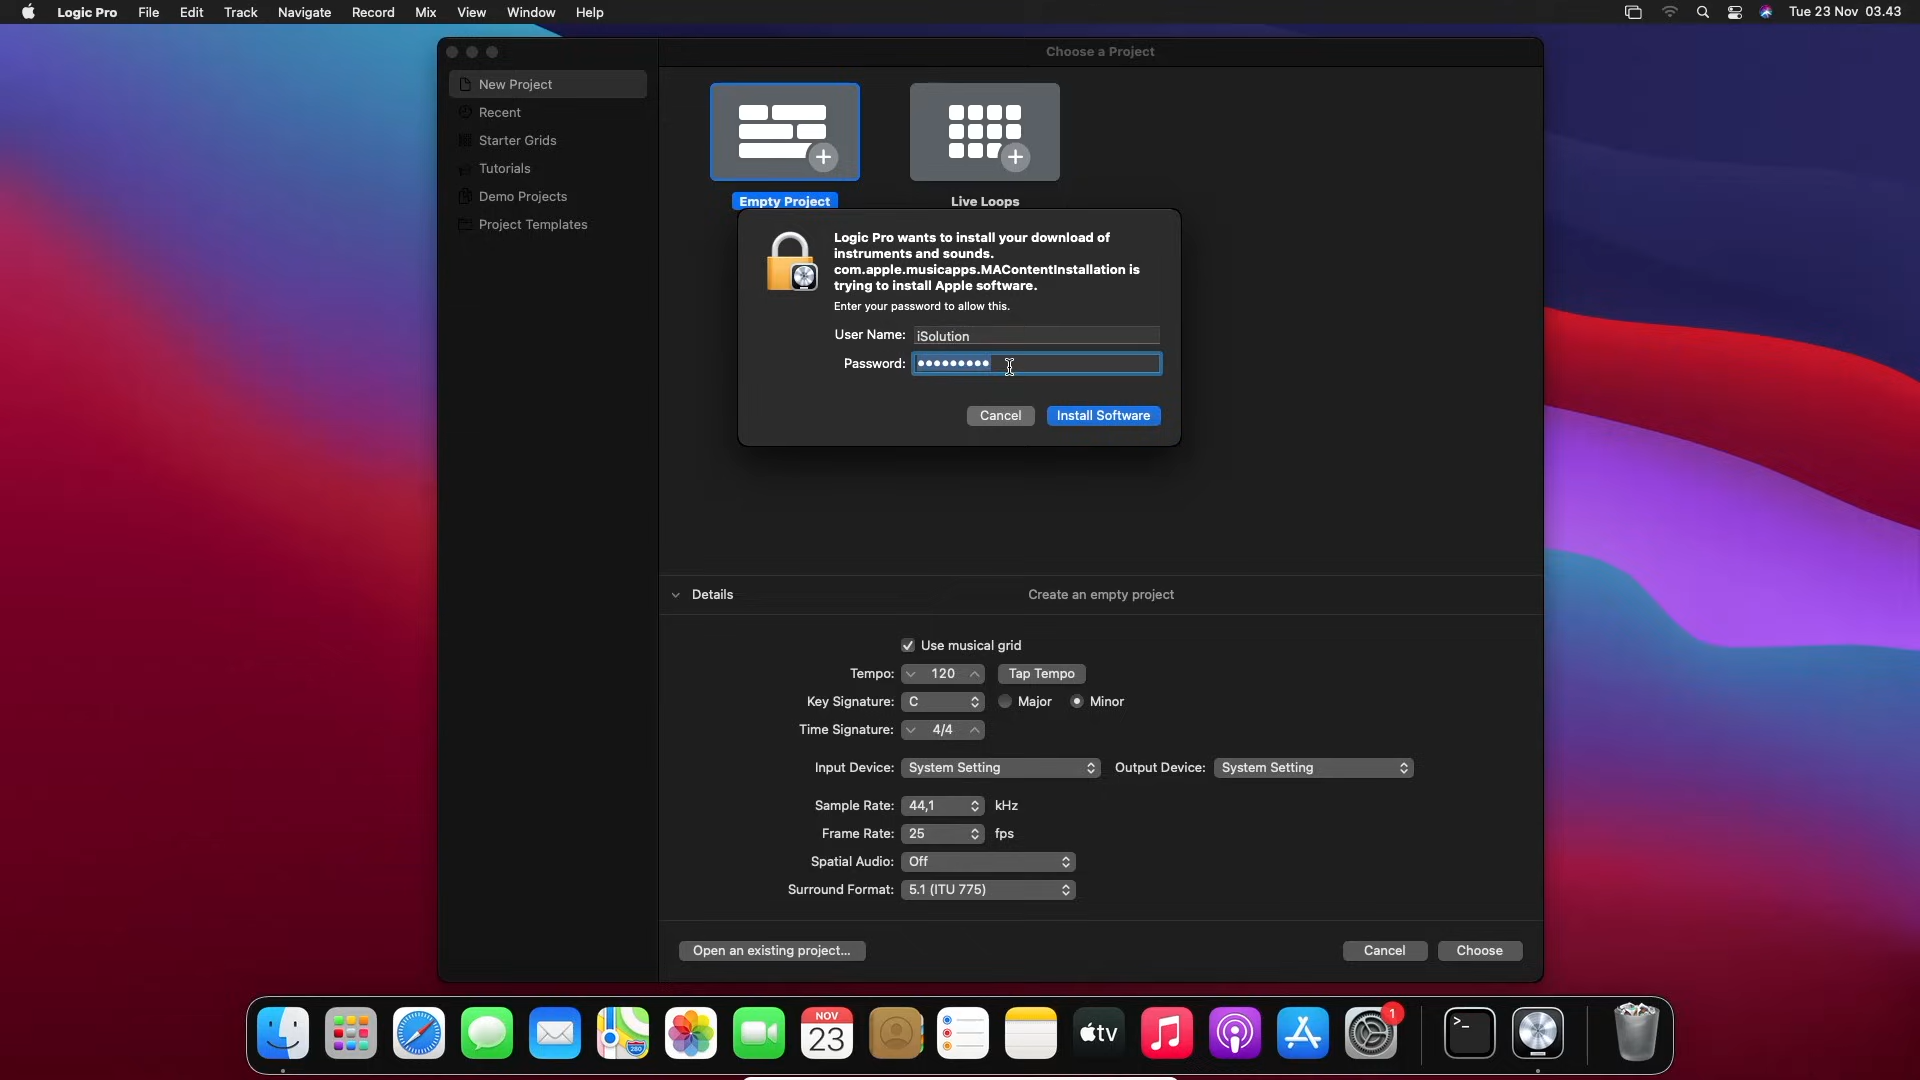 Logic Pro File Edit Track Navigate Record Mix View Window Help
Tue 23 Nov 03.43
Choose a Project
New Project
Recent
Starter Grids
Tutorials
Demo Projects
Project Templates
Empty Project
Live Loops
Logic Pro wants to install your download of
instruments and sounds.
com.apple.musicapps.MAContentInstallation is
trying to install Apple software.
Enter your password to allow this.
User Name: iSolution
Password: •••••••••
Cancel
Install Software
Details
Create an empty project
Use musical grid
Tempo: 120 Tap Tempo
Key Signature: C Major Minor
Time Signature: 4/4
Input Device: System Setting Output Device: System Setting
Sample Rate: 44,1 kHz
Frame Rate: 25 fps
Spatial Audio: Off
Surround Format: 5.1 (ITU 775)
Open an existing project...
Cancel
Choose
NOV
23
280
tv
1
>_